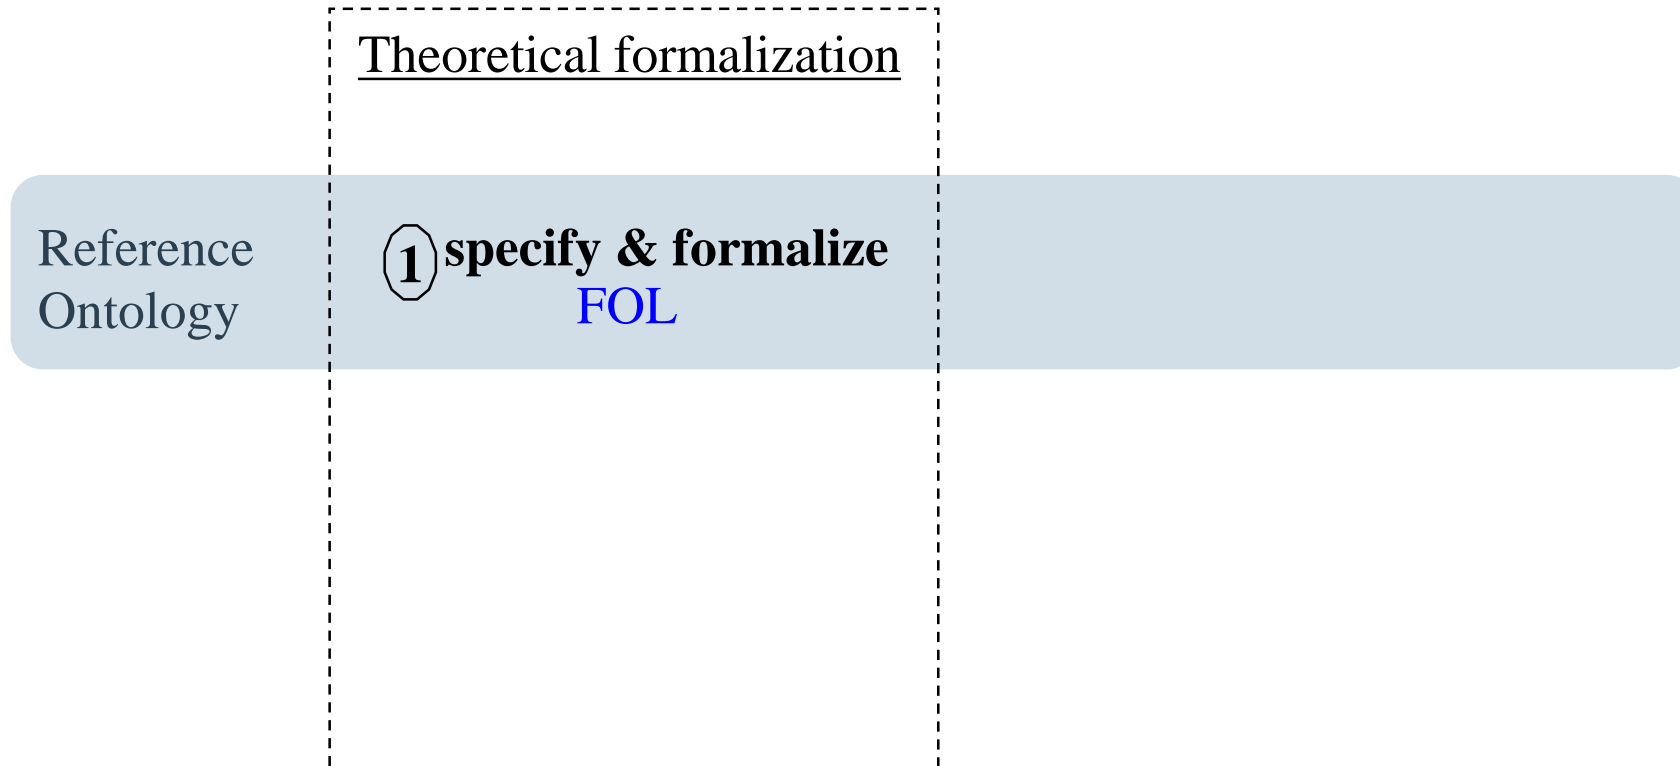 Theoretical formalization
Reference
Ontology
1 specify & formalize
FOL